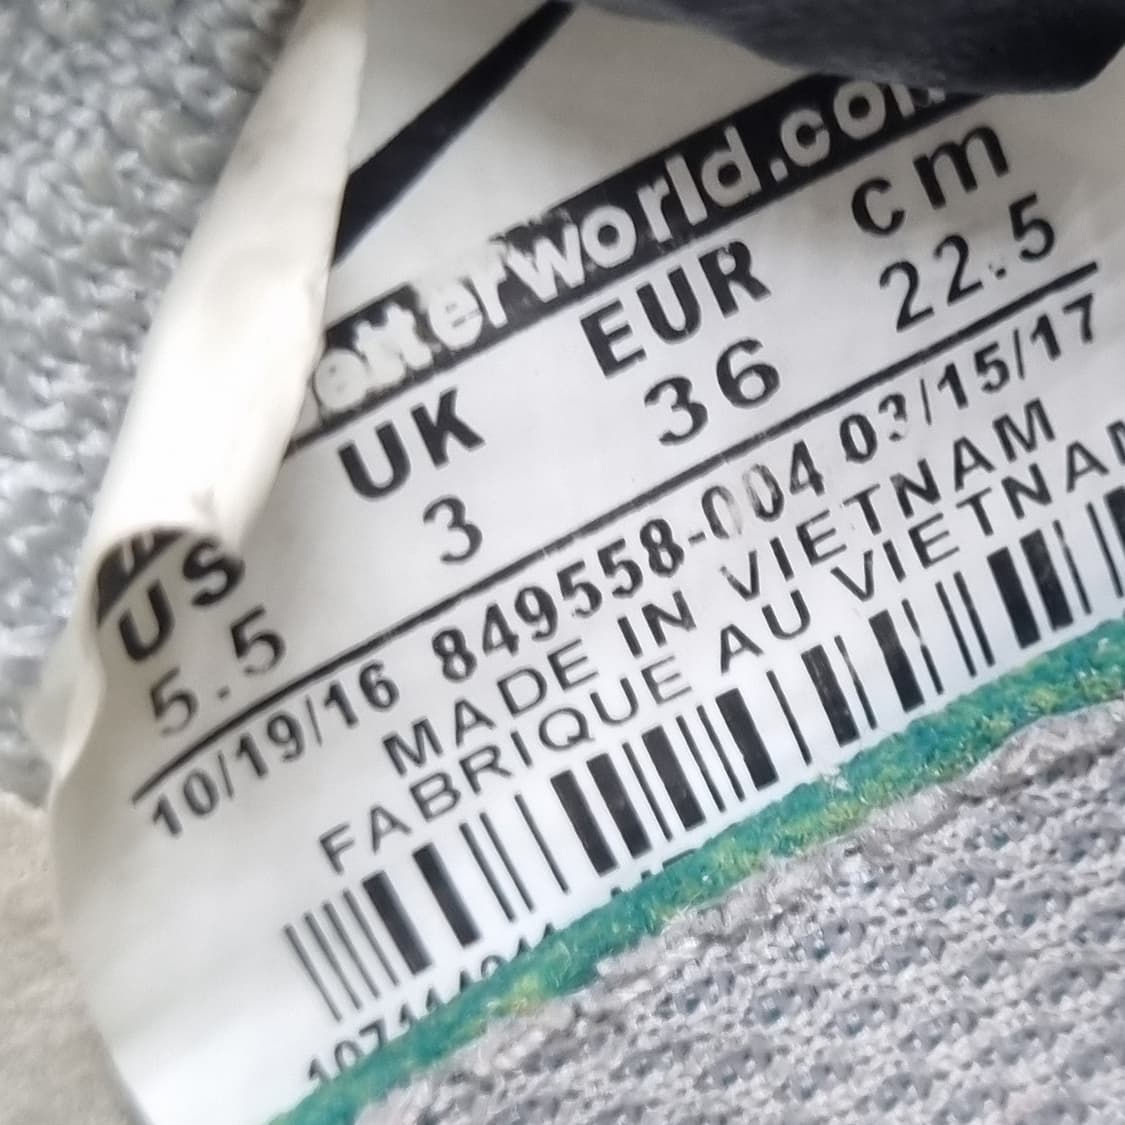 etterworld.co
US UK EUR cm
5.5 3 36 22.5
10/19/16 849558-004 03/15/17
MADE IN VIETNAM
FABRIQUE AU VIETNAM